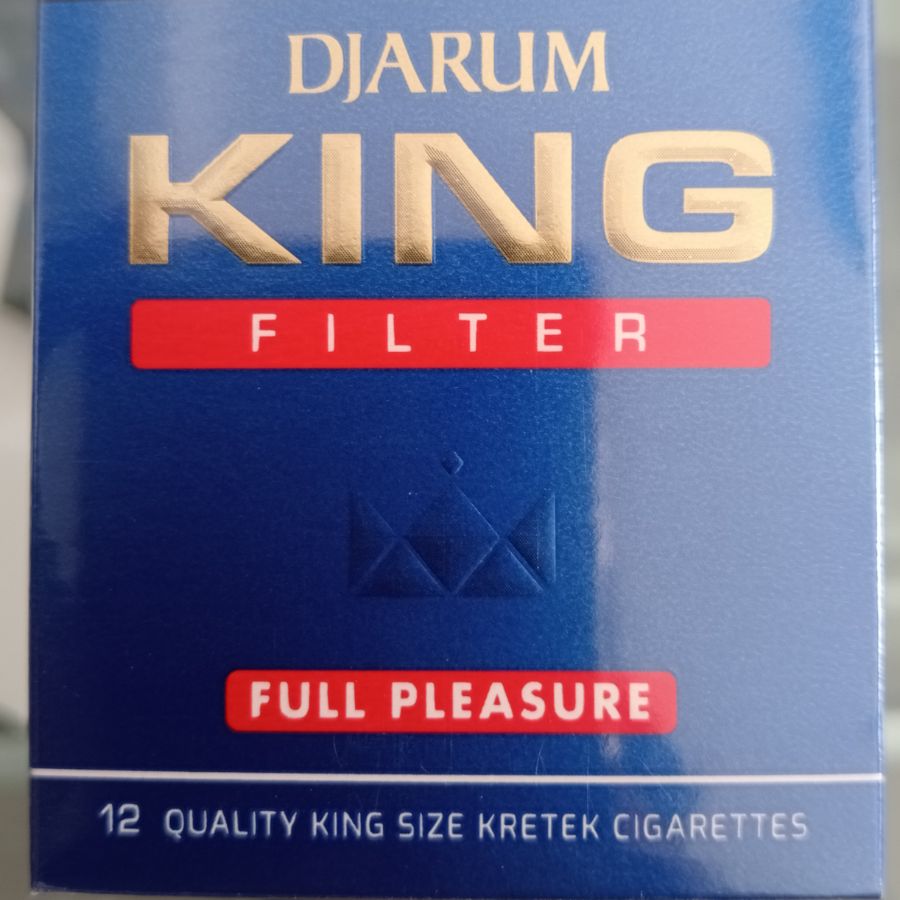 DJARUM
KING
FILTER
FULL PLEASURE
12 QUALITY KING SIZE KRETEK CIGARETTES